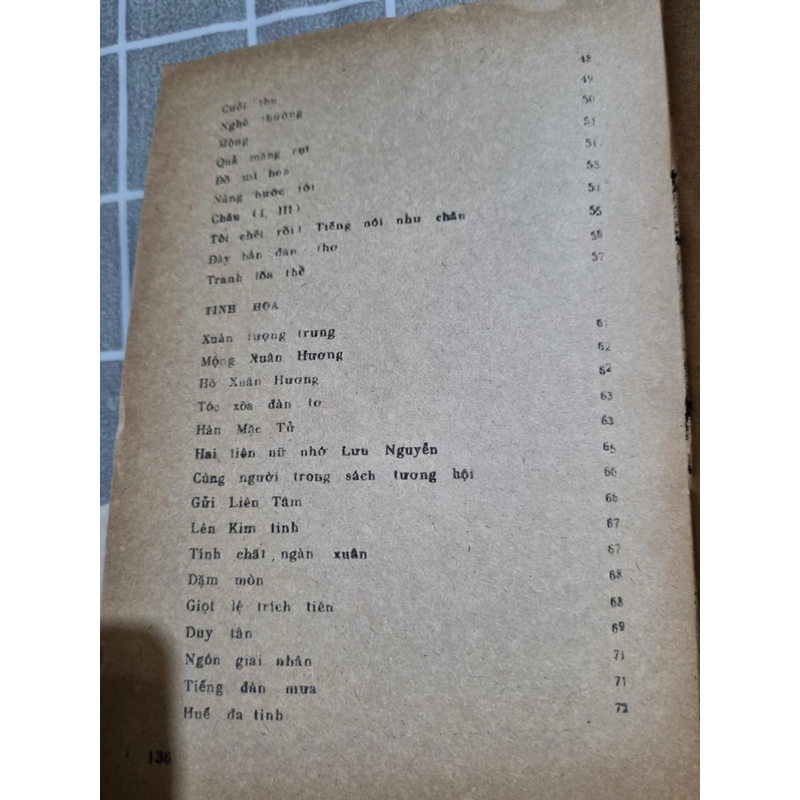 48
Cuối thu 49
Nghê thường 50
Mộng 51
Quả măng cụt 51
Đồ mi hoa 53
Nàng bước tới 54
Châu (I, III) 55
Tôi chết rồi! Tiếng nói như chân 56
Đây bản đàn thơ 57
Tranh lõa thể
TINH HOA
Xuân tượng trưng 61
Mộng Xuân Hương 62
Hồ Xuân Hương 62
Tóc xõa đàn tơ 63
Hàn Mặc Tử 63
Hai tiên nữ nhớ Lưu Nguyễn 65
Cùng người trong sách tương hội 66
Gửi Liên Tâm 66
Lên Kim tinh 67
Tính chất ngàn xuân 67
Dặm mòn 68
Giọt lệ trích tiên 68
Duy tân 69
Ngón giai nhân 71
Tiếng đàn mưa 71
Huế đa tình 72
136